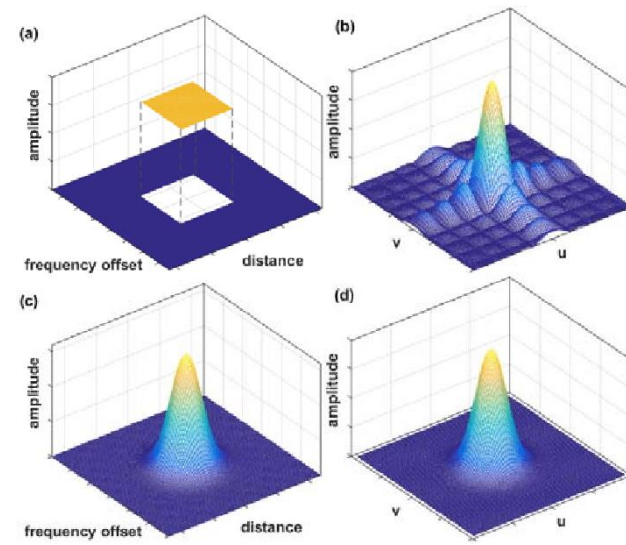 (a)
amplitude
frequency offset
distance
(b)
amplitude
v
u
(c)
amplitude
frequency offset
distance
(d)
amplitude
v
u